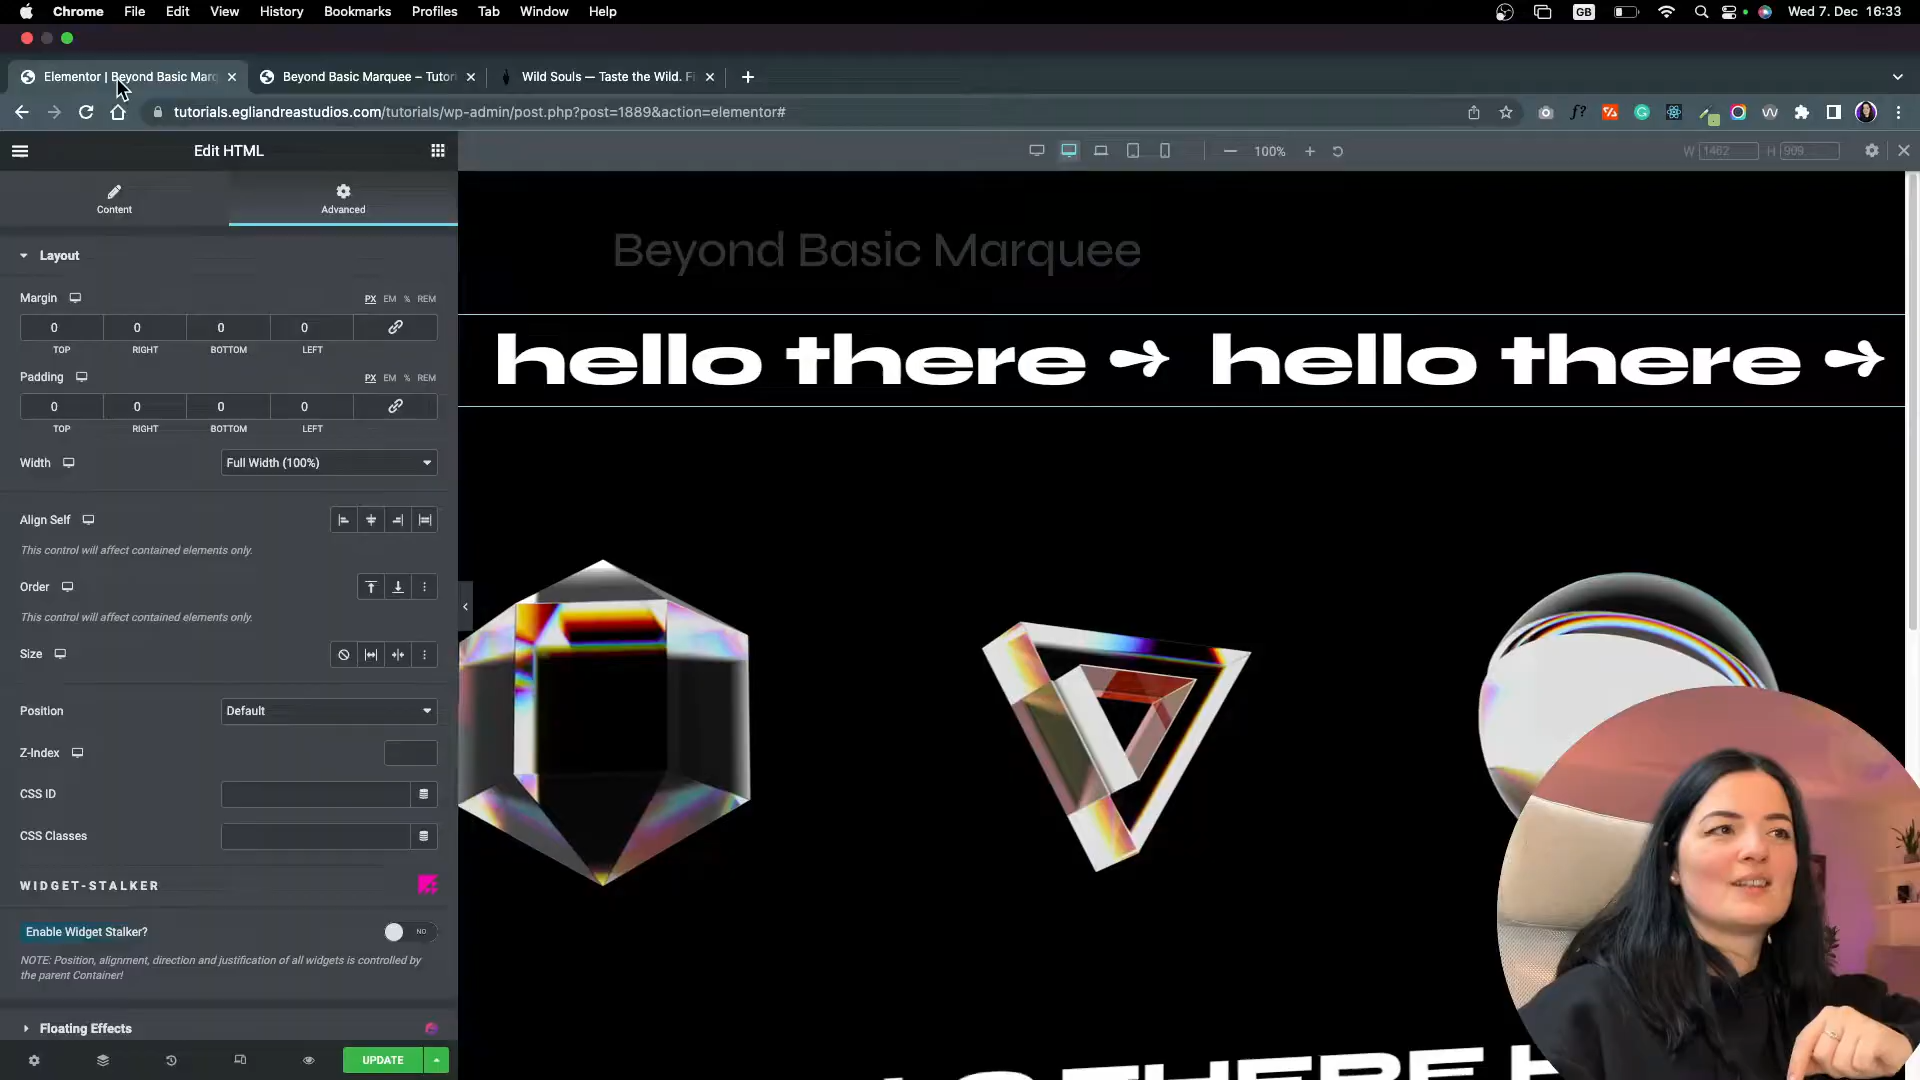 Chrome File Edit View History Bookmarks Profiles Tab Window Help GB Wed 7. Dec 16:33
Elementor | Beyond Basic Marq Beyond Basic Marquee – Tutori Wild Souls — Taste the Wild. Fi
tutorials.egliandreastudios.com/tutorials/wp-admin/post.php?post=1889&action=elementor#
Edit HTML
100%
W 1462 H 909
Content Advanced
Layout
Margin PX EM % REM
0 0 0 0
TOP RIGHT BOTTOM LEFT
Padding PX EM % REM
0 0 0 0
TOP RIGHT BOTTOM LEFT
Width Full Width (100%)
Align Self
This control will affect contained elements only.
Order
This control will affect contained elements only.
Size
Position Default
Z-Index
CSS ID
CSS Classes
WIDGET-STALKER
Enable Widget Stalker? NO
NOTE: Position, alignment, direction and justification of all widgets is controlled by
the parent Container!
Floating Effects
UPDATE
Beyond Basic Marquee
hello there hello there
THERE